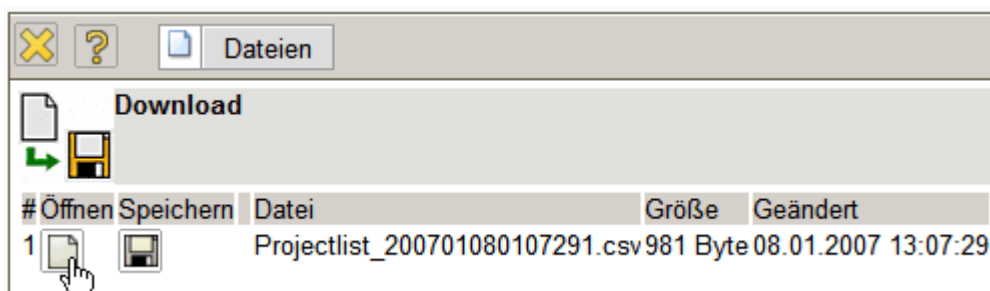 Dateien
Download
# Öffnen Speichern Datei Größe Geändert
1 Projectlist_200701080107291.csv 981 Byte 08.01.2007 13:07:29